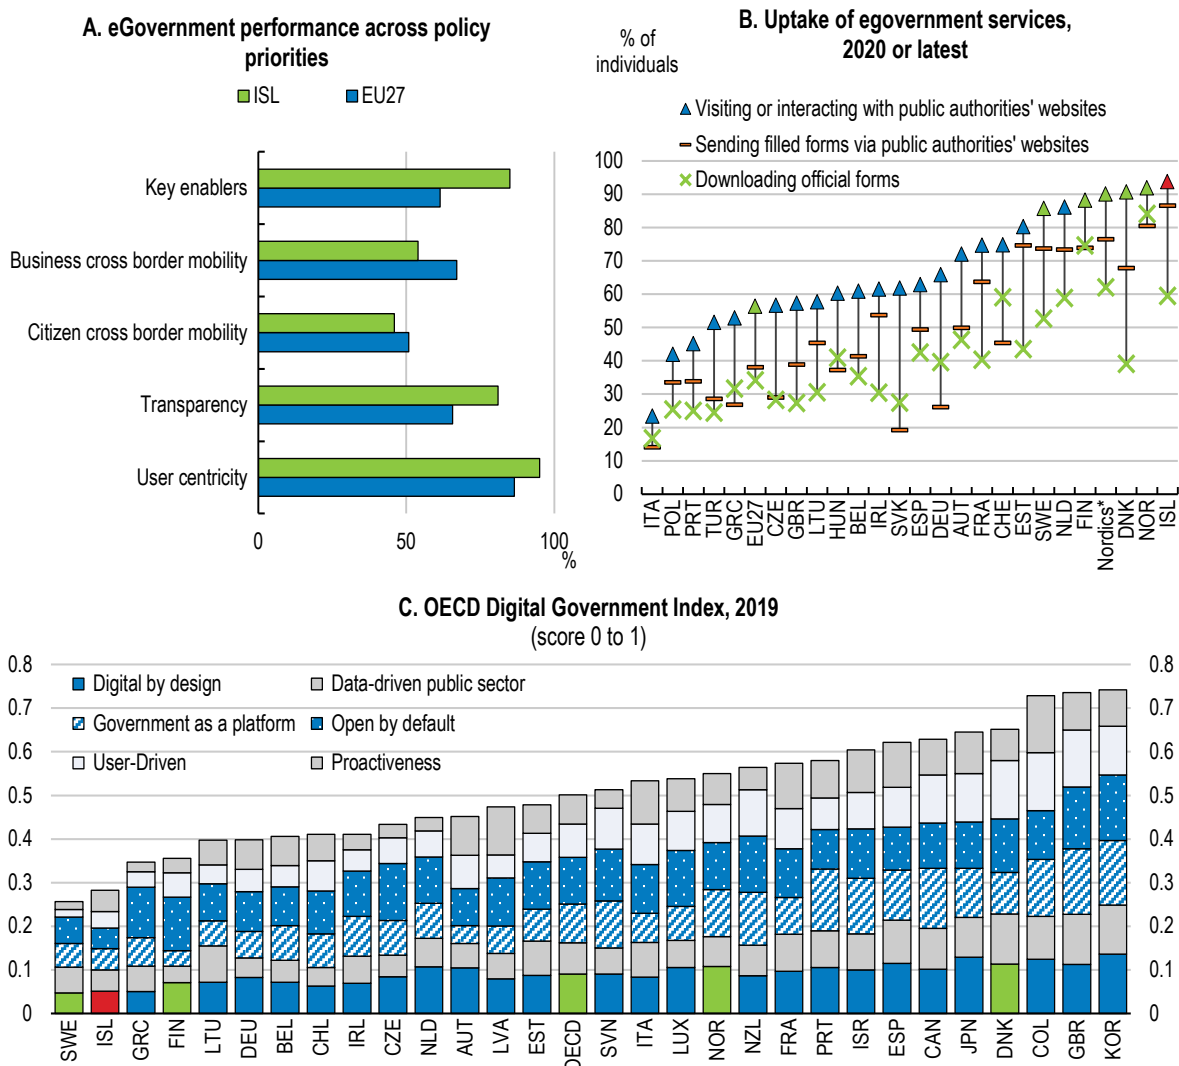 A. eGovernment performance across policy
priorities
ISL EU27
Key enablers
Business cross border mobility
Citizen cross border mobility
Transparency
User centricity
0 50 100
%
B. Uptake of egovernment services,
2020 or latest
% of
individuals
Visiting or interacting with public authorities' websites
Sending filled forms via public authorities' websites
Downloading official forms
100
90
80
70
60
50
40
30
20
10
0
ITA POL PRT TUR GRC EU27 CZE GBR LTU HUN BEL IRL SVK ESP DEU AUT FRA CHE EST SWE NLD FIN Nordics* DNK NOR ISL
C. OECD Digital Government Index, 2019
(score 0 to 1)
Digital by design Data-driven public sector
Government as a platform Open by default
User-Driven Proactiveness
0.8 0.8
0.7 0.7
0.6 0.6
0.5 0.5
0.4 0.4
0.3 0.3
0.2 0.2
0.1 0.1
0 0
SWE ISL GRC FIN LTU DEU BEL CHL IRL CZE NLD AUT LVA EST OECD SVN ITA LUX NOR NZL FRA PRT ISR ESP CAN JPN DNK COL GBR KOR